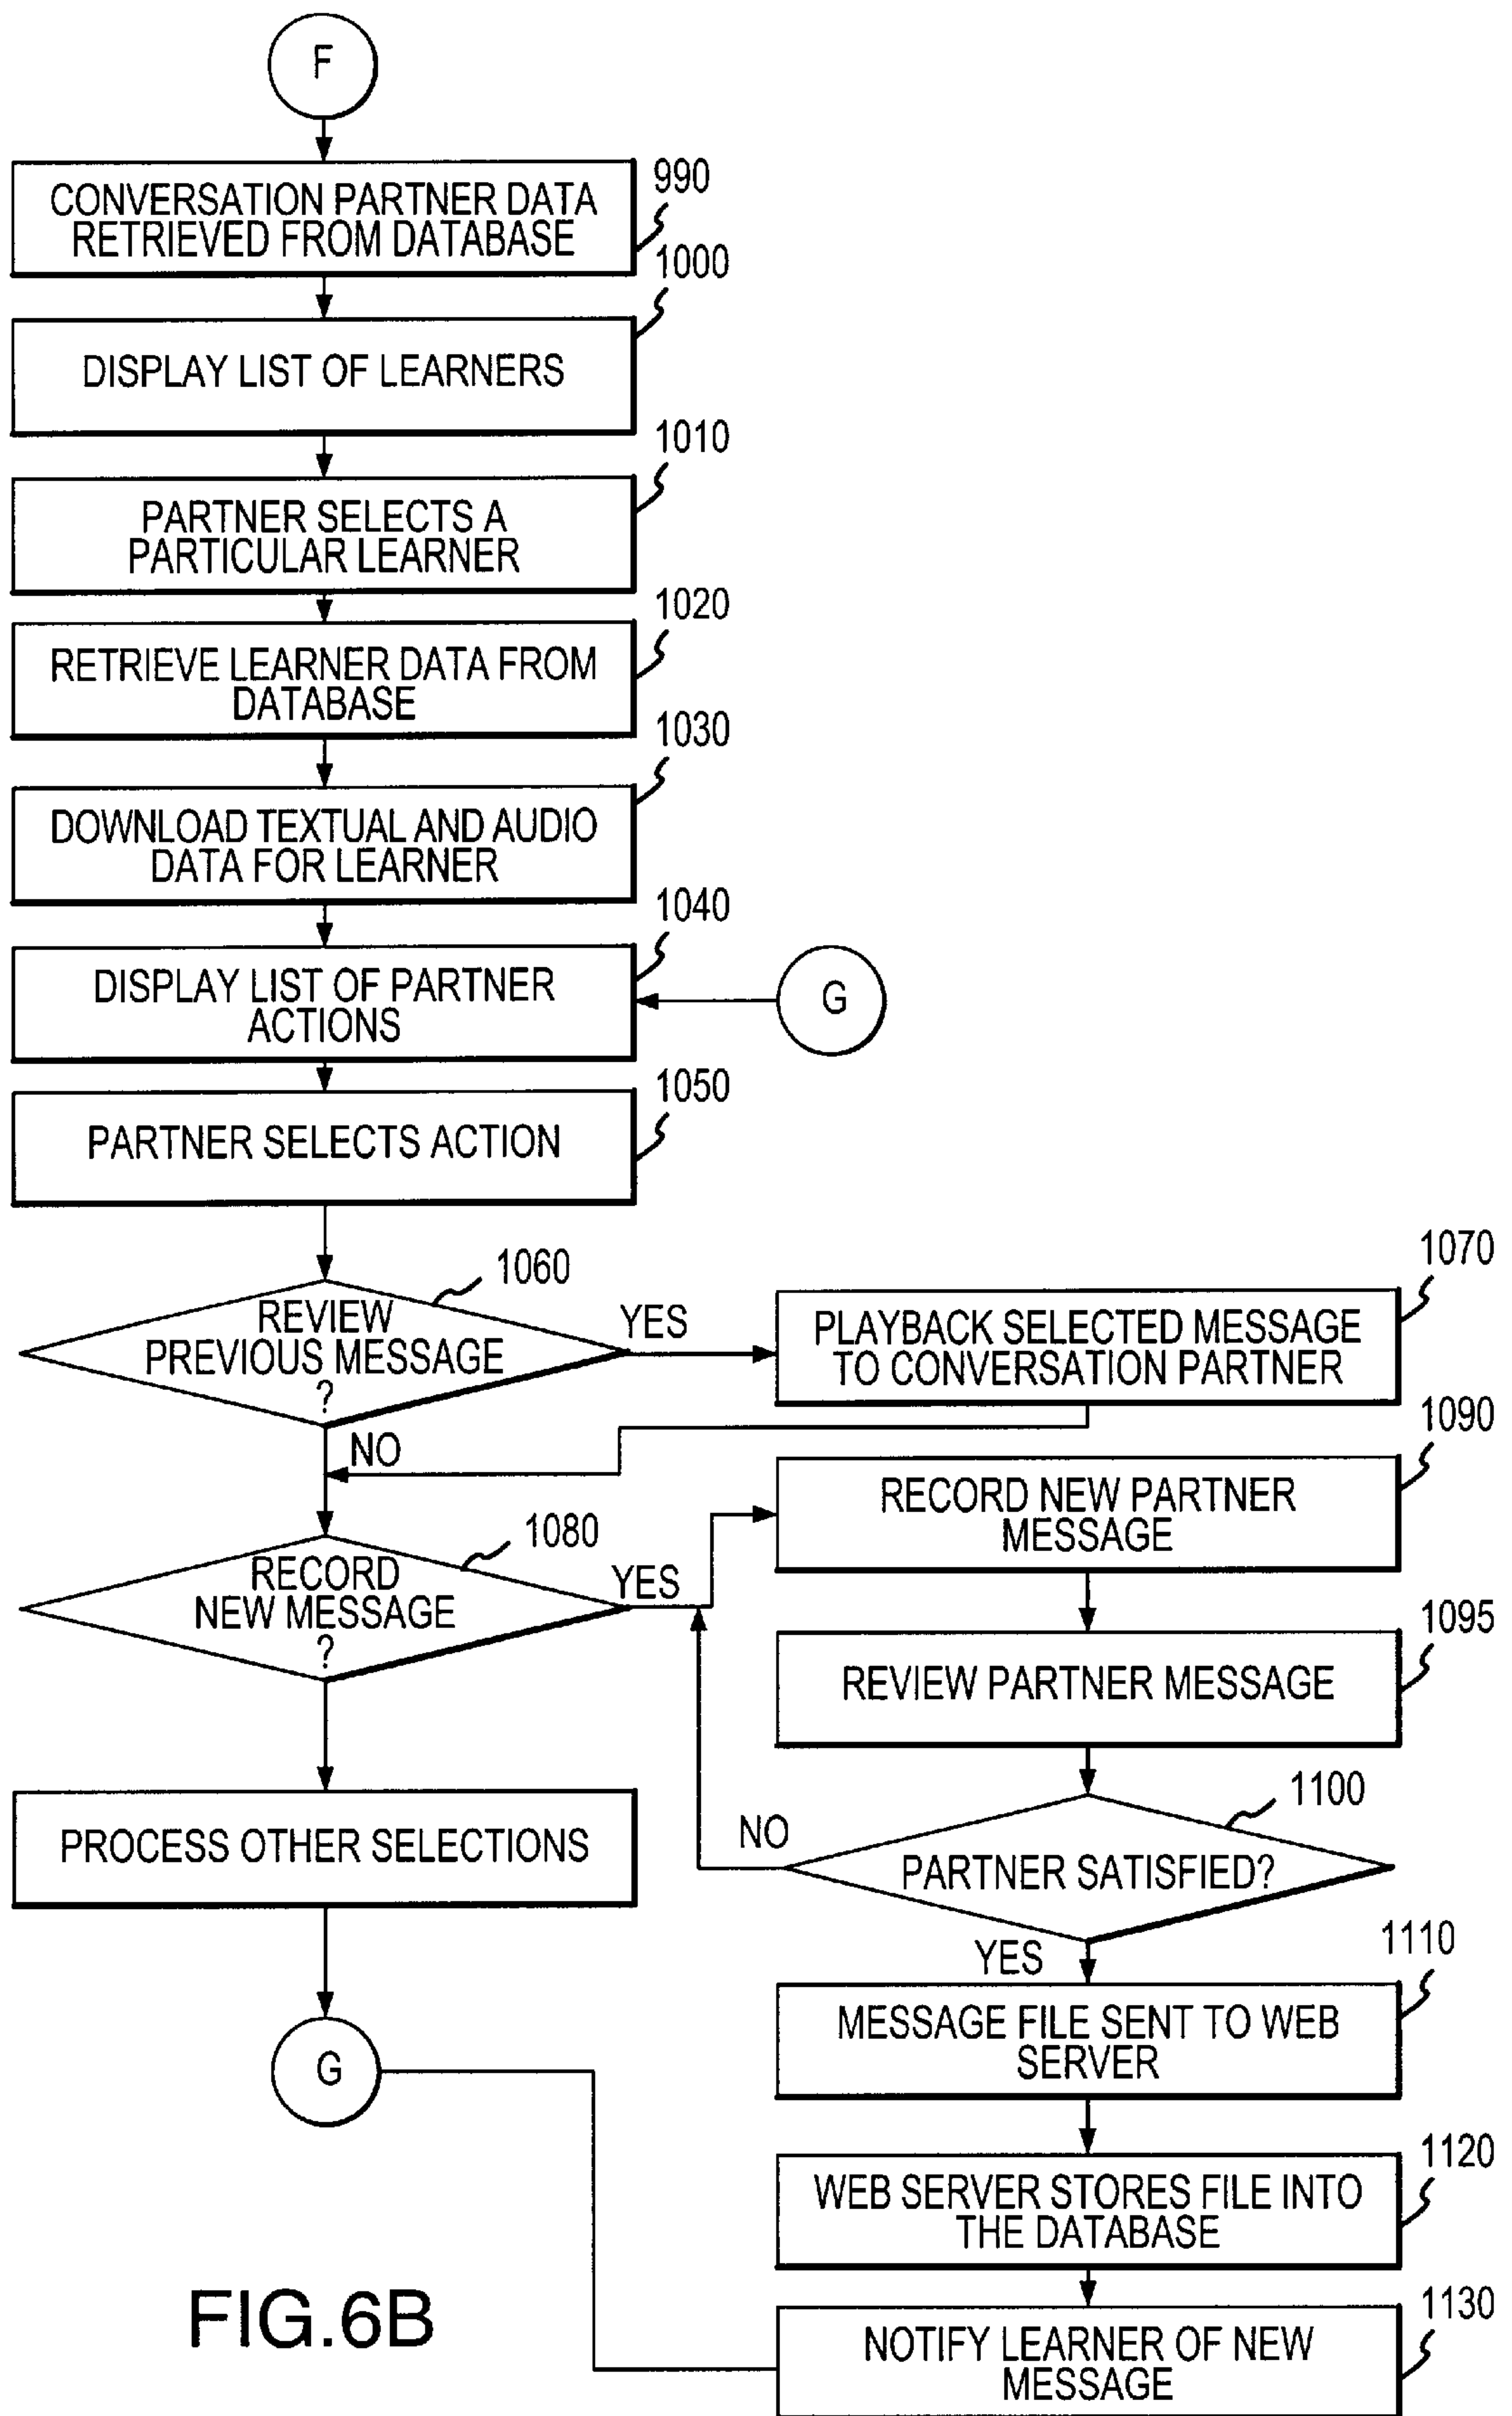 F
990
CONVERSATION PARTNER DATA
RETRIEVED FROM DATABASE
1000
DISPLAY LIST OF LEARNERS
1010
PARTNER SELECTS A
PARTICULAR LEARNER
1020
RETRIEVE LEARNER DATA FROM
DATABASE
1030
DOWNLOAD TEXTUAL AND AUDIO
DATA FOR LEARNER
1040
DISPLAY LIST OF PARTNER
ACTIONS
G
1050
PARTNER SELECTS ACTION
1060
REVIEW
PREVIOUS MESSAGE
?
YES
1070
PLAYBACK SELECTED MESSAGE
TO CONVERSATION PARTNER
NO
1080
RECORD
NEW MESSAGE
?
YES
1090
RECORD NEW PARTNER
MESSAGE
1095
REVIEW PARTNER MESSAGE
1100
PARTNER SATISFIED?
NO
YES
PROCESS OTHER SELECTIONS
G
1110
MESSAGE FILE SENT TO WEB
SERVER
1120
WEB SERVER STORES FILE INTO
THE DATABASE
1130
NOTIFY LEARNER OF NEW
MESSAGE
FIG.6B